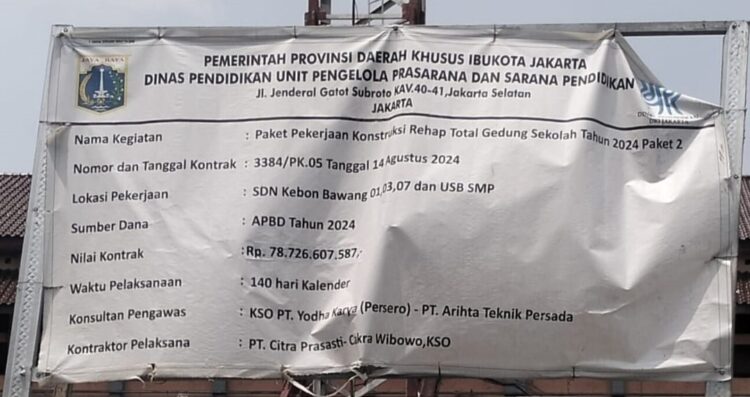 JAYA RAYA
PEMERINTAH PROVINSI DAERAH KHUSUS IBUKOTA JAKARTA
DINAS PENDIDIKAN UNIT PENGELOLA PRASARANA DAN SARANA PENDIDIKAN
Jl. Jenderal Gatot Subroto KAV.40-41,Jakarta Selatan
JAKARTA
Nama Kegiatan : Paket Pekerjaan Konstruksi Rehap Total Gedung Sekolah Tahun 2024 Paket 2
Nomor dan Tanggal Kontrak : 3384/PK.05 Tanggal 14 Agustus 2024
Lokasi Pekerjaan : SDN Kebon Bawang 01,03,07 dan USB SMP
Sumber Dana : APBD Tahun 2024
Nilai Kontrak :Rp. 78.726.607.587,-
Waktu Pelaksanaan : 140 hari Kalender
Konsultan Pengawas : KSO PT. Yodha Karya (Persero) - PT. Arihta Teknik Persada
Kontraktor Pelaksana : PT. Citra Prasasti- Cakra Wibowo,KSO